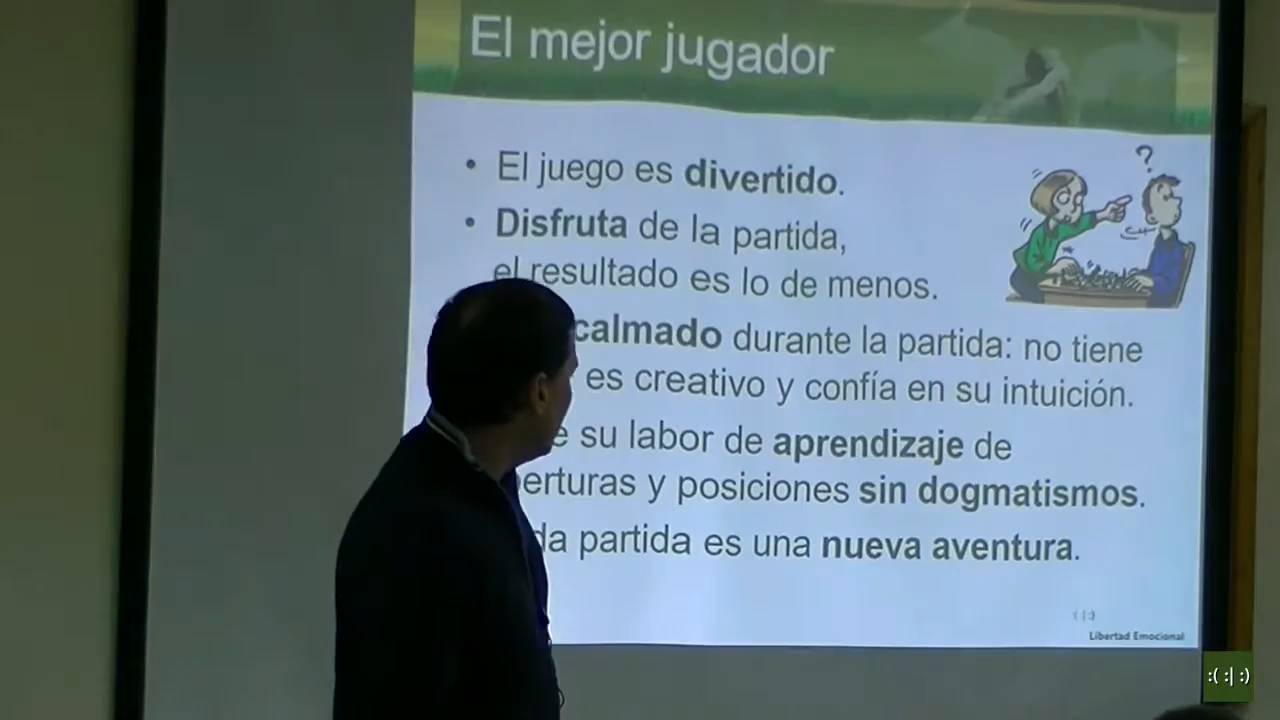 El mejor jugador
• El juego es divertido.
• Disfruta de la partida,
el resultado es lo de menos.
calmado durante la partida: no tiene
es creativo y confía en su intuición.
su labor de aprendizaje de
y posiciones sin dogmatismos.
partida es una nueva aventura.
?
Libertad Emocional
:( :| :)